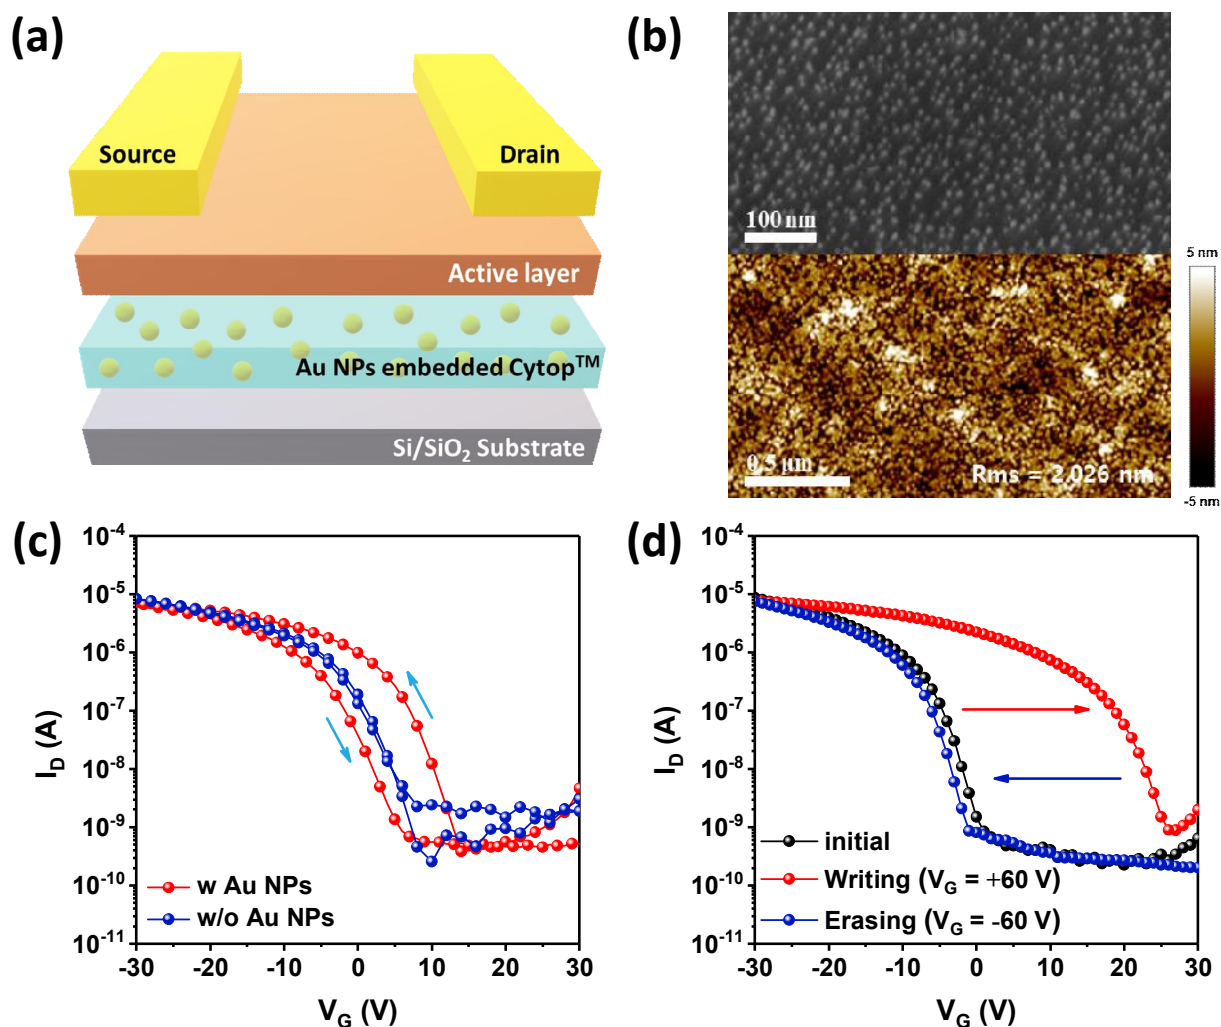 (a)
Source
Drain
Active layer
Au NPs embedded Cytop™
Si/SiO₂ Substrate
(b)
100 nm
5 nm
0.5 μm
Rms = 2.026 nm
-5 nm
(c)
10⁻⁴
10⁻⁵
10⁻⁶
10⁻⁷
10⁻⁸
10⁻⁹
10⁻¹⁰
10⁻¹¹
I_D (A)
w Au NPs
w/o Au NPs
-30 -20 -10 0 10 20 30
V_G (V)
(d)
10⁻⁴
10⁻⁵
10⁻⁶
10⁻⁷
10⁻⁸
10⁻⁹
10⁻¹⁰
10⁻¹¹
I_D (A)
initial
Writing (V_G = +60 V)
Erasing (V_G = -60 V)
-30 -20 -10 0 10 20 30
V_G (V)